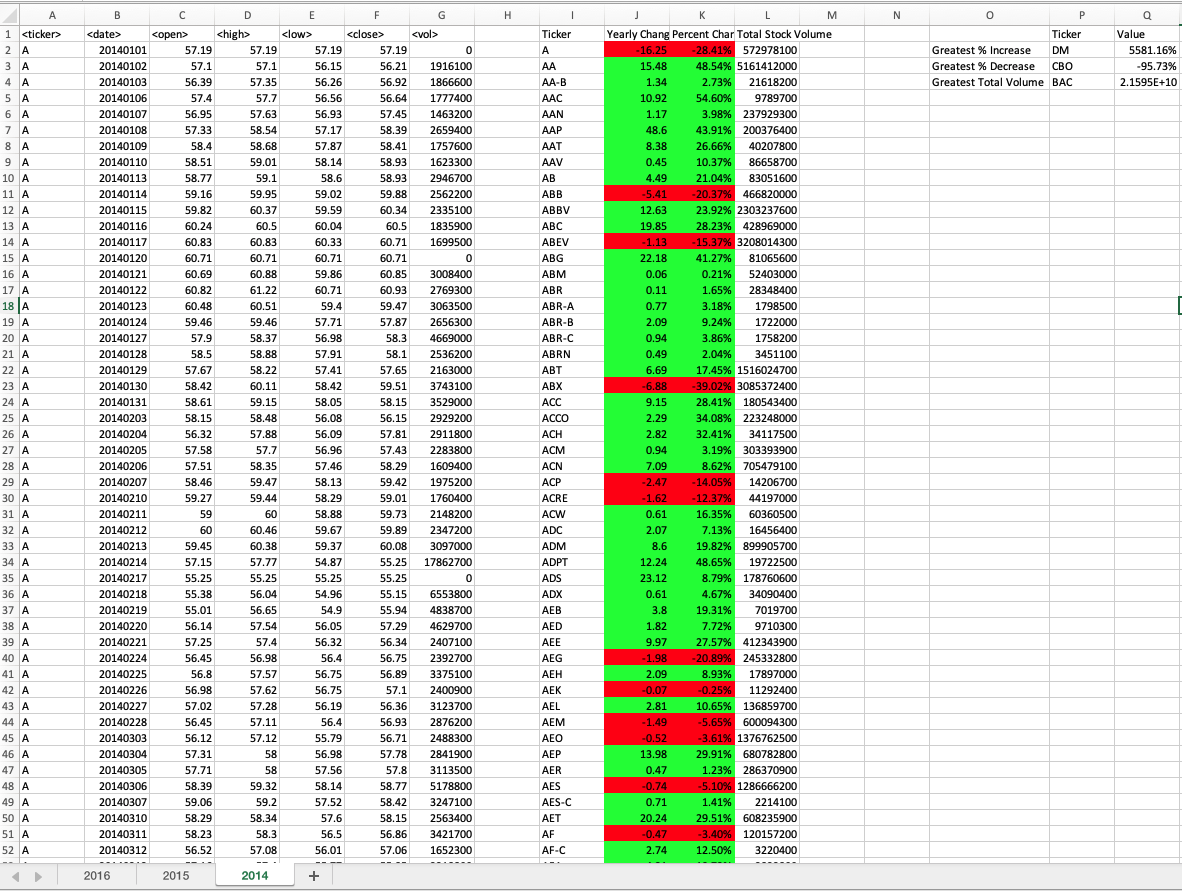 A B C D E F G H I J K L M N O P Q
1 <ticker> <date> <open> <high> <low> <close> <vol> Ticker Yearly Chang Percent Char Total Stock Volume Ticker Value
2 A 20140101 57.19 57.19 57.19 57.19 0 A -16.25 -28.41% 572978100 Greatest % Increase DM 5581.16%
3 A 20140102 57.1 57.1 56.15 56.21 1916100 AA 15.48 48.54% 5161412000 Greatest % Decrease CBO -95.73%
4 A 20140103 56.39 57.35 56.26 56.92 1866600 AA-B 1.34 2.73% 21618200 Greatest Total Volume BAC 2.1595E+10
5 A 20140106 57.4 57.7 56.56 56.64 1777400 AAC 10.92 54.60% 9789700
6 A 20140107 56.95 57.63 56.93 57.45 1463200 AAN 1.17 3.98% 237929300
7 A 20140108 57.33 58.54 57.17 58.39 2659400 AAP 48.6 43.91% 200376400
8 A 20140109 58.4 58.68 57.87 58.41 1757600 AAT 8.38 26.66% 40207800
9 A 20140110 58.51 59.01 58.14 58.93 1623300 AAV 0.45 10.37% 86658700
10 A 20140113 58.77 59.1 58.6 58.93 2946700 AB 4.49 21.04% 83051600
11 A 20140114 59.16 59.95 59.02 59.88 2562200 ABB -5.41 -20.37% 466820000
12 A 20140115 59.82 60.37 59.59 60.34 2335100 ABBV 12.63 23.92% 2303237600
13 A 20140116 60.24 60.5 60.04 60.5 1835900 ABC 19.85 28.23% 428969000
14 A 20140117 60.83 60.83 60.33 60.71 1699500 ABEV -1.13 -15.37% 3208014300
15 A 20140120 60.71 60.71 60.71 60.71 0 ABG 22.18 41.27% 81065600
16 A 20140121 60.69 60.88 59.86 60.85 3008400 ABM 0.06 0.21% 52403000
17 A 20140122 60.82 61.22 60.71 60.93 2769300 ABR 0.11 1.65% 28348400
18 A 20140123 60.48 60.51 59.4 59.47 3063500 ABR-A 0.77 3.18% 1798500
19 A 20140124 59.46 59.46 57.71 57.87 2656300 ABR-B 2.09 9.24% 1722000
20 A 20140127 57.9 58.37 56.98 58.3 4669000 ABR-C 0.94 3.86% 1758200
21 A 20140128 58.5 58.88 57.91 58.1 2536200 ABRN 0.49 2.04% 3451100
22 A 20140129 57.67 58.22 57.41 57.65 2163000 ABT 6.69 17.45% 1516024700
23 A 20140130 58.42 60.11 58.42 59.51 3743100 ABX -6.88 -39.02% 3085372400
24 A 20140131 58.61 59.15 58.05 58.15 3529000 ACC 9.15 28.41% 180543400
25 A 20140203 58.15 58.48 56.08 56.15 2929200 ACCO 2.29 34.08% 223248000
26 A 20140204 56.32 57.88 56.09 57.81 2911800 ACH 2.82 32.41% 34117500
27 A 20140205 57.58 57.7 56.96 57.43 2283800 ACM 0.94 3.19% 303393900
28 A 20140206 57.51 58.35 57.46 58.29 1609400 ACN 7.09 8.62% 705479100
29 A 20140207 58.46 59.47 58.13 59.42 1975200 ACP -2.47 -14.05% 14206700
30 A 20140210 59.27 59.44 58.29 59.01 1760400 ACRE -1.62 -12.37% 44197000
31 A 20140211 59 60 58.88 59.73 2148200 ACW 0.61 16.35% 60360500
32 A 20140212 60 60.46 59.67 59.89 2347200 ADC 2.07 7.13% 16456400
33 A 20140213 59.45 60.38 59.37 60.08 3097000 ADM 8.6 19.82% 899905700
34 A 20140214 57.15 57.77 54.87 55.25 17862700 ADPT 12.24 48.65% 19722500
35 A 20140217 55.25 55.25 55.25 55.25 0 ADS 23.12 8.79% 178760600
36 A 20140218 55.38 56.04 54.96 55.15 6553800 ADX 0.61 4.67% 34090400
37 A 20140219 55.01 56.65 54.9 55.94 4838700 AEB 3.8 19.31% 7019700
38 A 20140220 56.14 57.54 56.05 57.29 4629700 AED 1.82 7.72% 9710300
39 A 20140221 57.25 57.4 56.32 56.34 2407100 AEE 9.97 27.57% 412343900
40 A 20140224 56.45 56.98 56.4 56.75 2392700 AEG -1.98 -20.89% 245332800
41 A 20140225 56.8 57.57 56.75 56.89 3375100 AEH 2.09 8.93% 17897000
42 A 20140226 56.98 57.62 56.75 57.1 2400900 AEK -0.07 -0.25% 11292400
43 A 20140227 57.02 57.28 56.19 56.36 3123700 AEL 2.81 10.65% 136859700
44 A 20140228 56.45 57.11 56.4 56.93 2876200 AEM -1.49 -5.65% 600094300
45 A 20140303 56.12 57.12 55.79 56.71 2488300 AEO -0.52 -3.61% 1376762500
46 A 20140304 57.31 58 56.98 57.78 2841900 AEP 13.98 29.91% 680782800
47 A 20140305 57.71 58 57.56 57.8 3113500 AER 0.47 1.23% 286370900
48 A 20140306 58.39 59.32 58.14 58.77 5178800 AES -0.74 -5.10% 1286666200
49 A 20140307 59.06 59.2 57.52 58.42 3247100 AES-C 0.71 1.41% 2214100
50 A 20140310 58.29 58.34 57.6 58.15 2563400 AET 20.24 29.51% 608235900
51 A 20140311 58.23 58.3 56.5 56.86 3421700 AF -0.47 -3.40% 120157200
52 A 20140312 56.52 57.08 56.01 57.06 1652300 AF-C 2.74 12.50% 3220400
2016 2015 2014 +